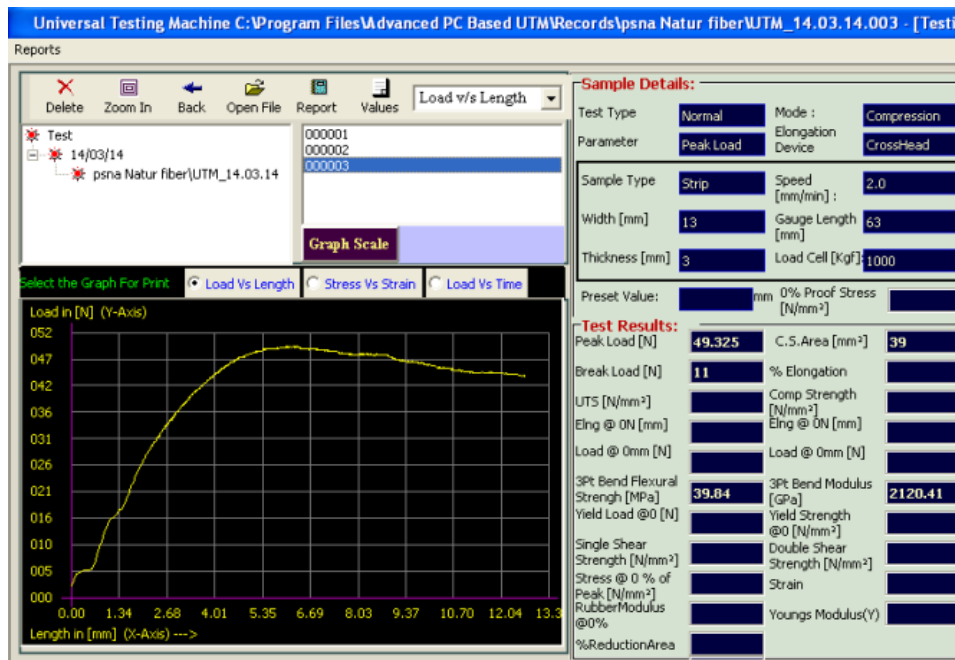 Universal Testing Machine C:\Program Files\Advanced PC Based UTM\Records\psna Natur fiber\UTM_14.03.14.003 - [Testi
Reports
Delete Zoom In Back Open File Report Values Load v/s Length
Test
14/03/14
psna Natur fiber\UTM_14.03.14
000001
000002
000003
Graph Scale
Select the Graph For Print Load Vs Length Stress Vs Strain Load Vs Time
Load in [N] (Y-Axis)
052
047
042
036
031
026
021
016
010
005
000
0.00 1.34 2.68 4.01 5.35 6.69 8.03 9.37 10.70 12.04 13.3
Length in [mm] (X-Axis) --->
Sample Details:
Test Type Normal Mode : Compression
Parameter Peak Load Elongation Device CrossHead
Sample Type Strip Speed [mm/min] : 2.0
Width [mm] 13 Gauge Length [mm] 63
Thickness [mm] 3 Load Cell [Kgf] 1000
Preset Value: mm 0% Proof Stress [N/mm²]
Test Results:
Peak Load [N] 49.325 C.S.Area [mm²] 39
Break Load [N] 11 % Elongation
UTS [N/mm²] Comp Strength [N/mm²]
Elng @ 0N [mm] Elng @ 0N [mm]
Load @ 0mm [N] Load @ 0mm [N]
3Pt Bend Flexural Strengh [MPa] 39.84 3Pt Bend Modulus [GPa] 2120.41
Yield Load @0 [N] Yield Strength @0 [N/mm²]
Single Shear Strength [N/mm²] Double Shear Strength [N/mm²]
Stress @ 0 % of Peak [N/mm²] Strain
RubberModulus @0% Youngs Modulus(Y)
%ReductionArea